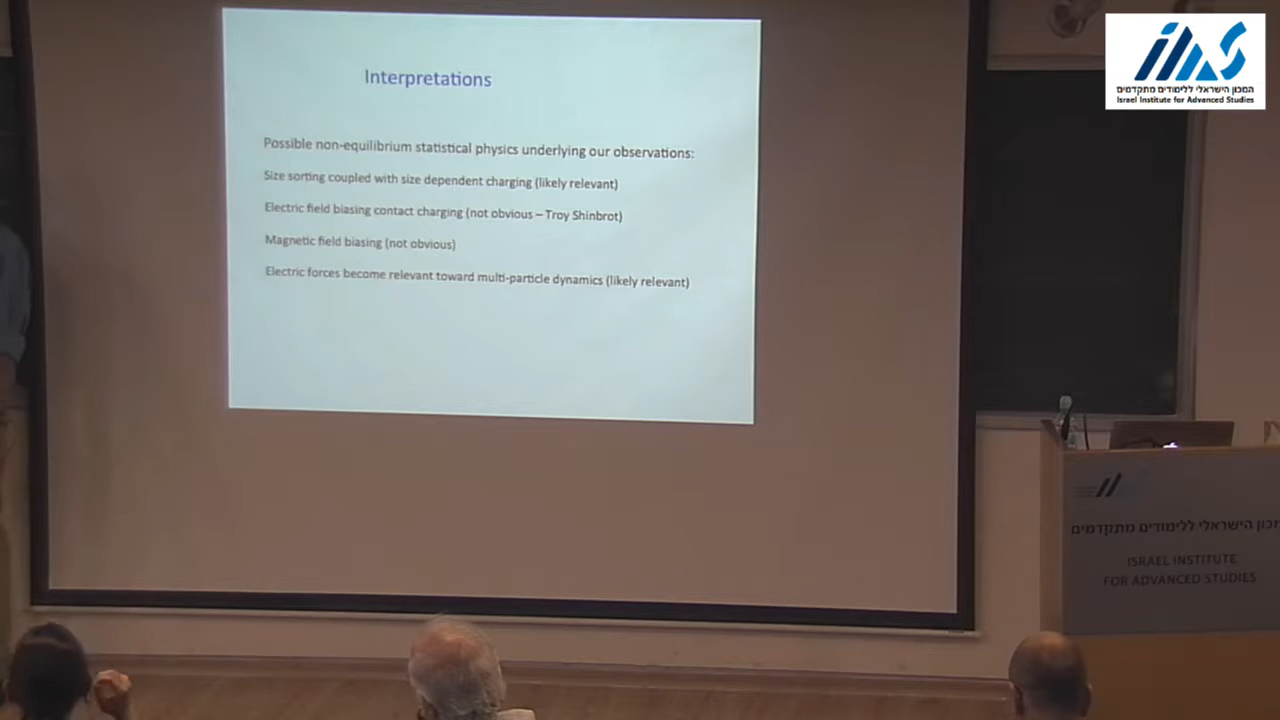 Interpretations
Possible non-equilibrium statistical physics underlying our observations:
Size sorting coupled with size dependent charging (likely relevant)
Electric field biasing contact charging (not obvious – Troy Shinbrot)
Magnetic field biasing (not obvious)
Electric forces become relevant toward multi-particle dynamics (likely relevant)
IIAS
המכון הישראלי ללימודים מתקדמים
Israel Institute for Advanced Studies
הישראלי ללימודים מתקדמים
ISRAEL INSTITUTE
FOR ADVANCED STUDIES